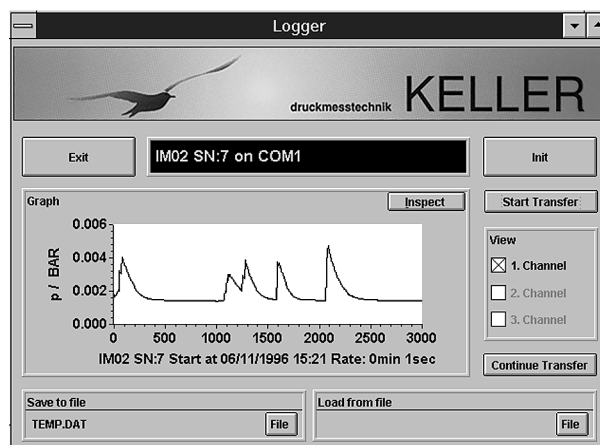 Logger
druckmesstechnik KELLER
Exit
IM02 SN:7 on COM1
Init
Graph
Inspect
Start Transfer
p / BAR
0.006
0.004
0.002
0.000
0 500 1000 1500 2000 2500 3000
IM02 SN:7 Start at 06/11/1996 15:21 Rate: 0min 1sec
View
1. Channel
2. Channel
3. Channel
Continue Transfer
Save to file
TEMP.DAT
File
Load from file
File